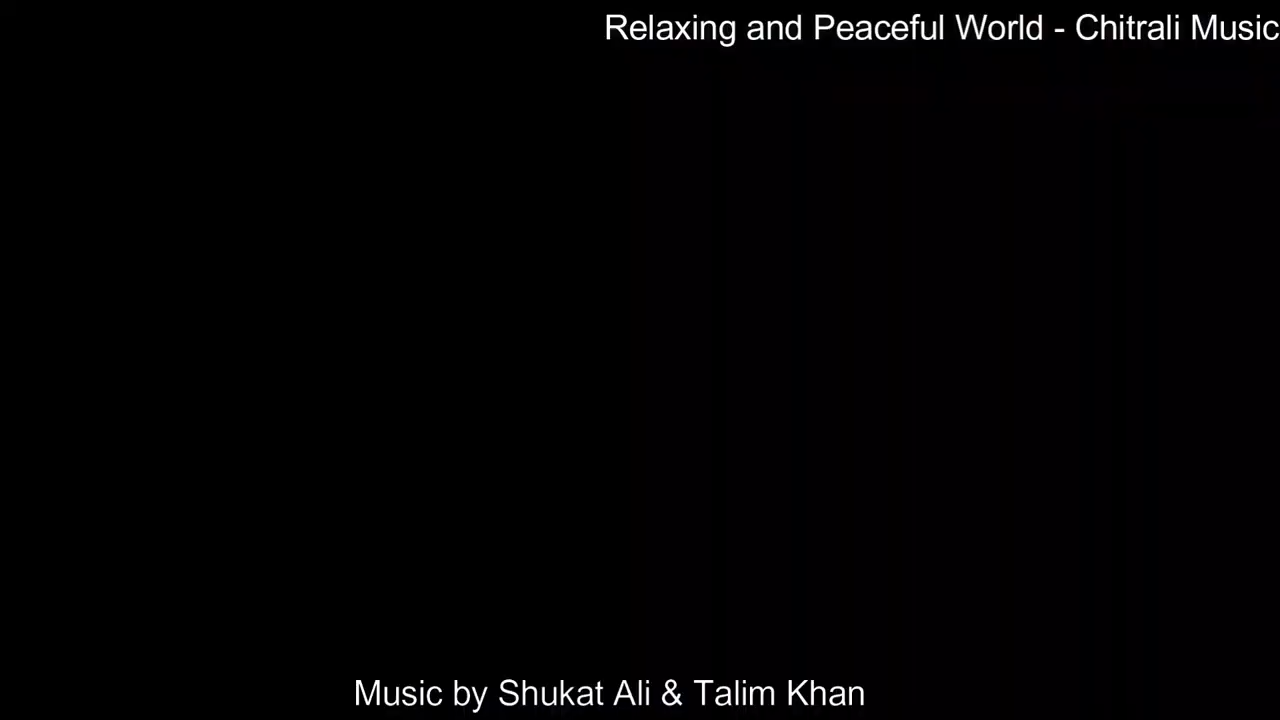 Relaxing and Peaceful World - Chitrali Music
Music by Shukat Ali & Talim Khan